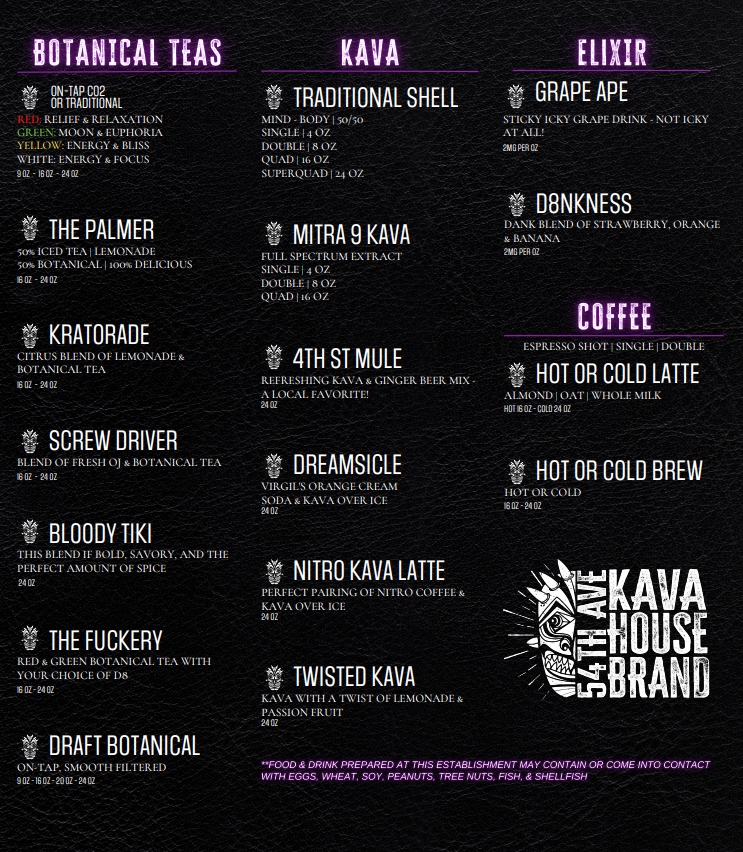 BOTANICAL TEAS
ON-TAP CO2
OR TRADITIONAL
RED: RELIEF & RELAXATION
GREEN: MOON & EUPHORIA
YELLOW: ENERGY & BLISS
WHITE: ENERGY & FOCUS
9 OZ - 16 OZ - 24 OZ
THE PALMER
50% ICED TEA | LEMONADE
50% BOTANICAL | 100% DELICIOUS
16 OZ - 24 OZ
KRATORADE
CITRUS BLEND OF LEMONADE &
BOTANICAL TEA
16 OZ - 24 OZ
SCREW DRIVER
BLEND OF FRESH OJ & BOTANICAL TEA
16 OZ - 24 OZ
BLOODY TIKI
THIS BLEND IF BOLD, SAVORY, AND THE
PERFECT AMOUNT OF SPICE
24 OZ
THE FUCKERY
RED & GREEN BOTANICAL TEA WITH
YOUR CHOICE OF D8
16 OZ - 24 OZ
DRAFT BOTANICAL
ON-TAP, SMOOTH FILTERED
9 OZ - 16 OZ - 20 OZ - 24 OZ
KAVA
TRADITIONAL SHELL
MIND - BODY | 50/50
SINGLE | 4 OZ
DOUBLE | 8 OZ
QUAD | 16 OZ
SUPERQUAD | 24 OZ
MITRA 9 KAVA
FULL SPECTRUM EXTRACT
SINGLE | 4 OZ
DOUBLE | 8 OZ
QUAD | 16 OZ
4TH ST MULE
REFRESHING KAVA & GINGER BEER MIX -
A LOCAL FAVORITE!
24 OZ
DREAMSICLE
VIRGIL'S ORANGE CREAM
SODA & KAVA OVER ICE
24 OZ
NITRO KAVA LATTE
PERFECT PAIRING OF NITRO COFFEE &
KAVA OVER ICE
24 OZ
TWISTED KAVA
KAVA WITH A TWIST OF LEMONADE &
PASSION FRUIT
24 OZ
ELIXIR
GRAPE APE
STICKY ICKY GRAPE DRINK - NOT ICKY
AT ALL!
2MG PER OZ
D8NKNESS
DANK BLEND OF STRAWBERRY, ORANGE
& BANANA
2MG PER OZ
COFFEE
ESPRESSO SHOT | SINGLE | DOUBLE
HOT OR COLD LATTE
ALMOND | OAT | WHOLE MILK
HOT 16 OZ - COLD 24 OZ
HOT OR COLD BREW
HOT OR COLD
16 OZ - 24 OZ
54TH AVE
KAVA
HOUSE
BRAND
**FOOD & DRINK PREPARED AT THIS ESTABLISHMENT MAY CONTAIN OR COME INTO CONTACT
WITH EGGS, WHEAT, SOY, PEANUTS, TREE NUTS, FISH, & SHELLFISH